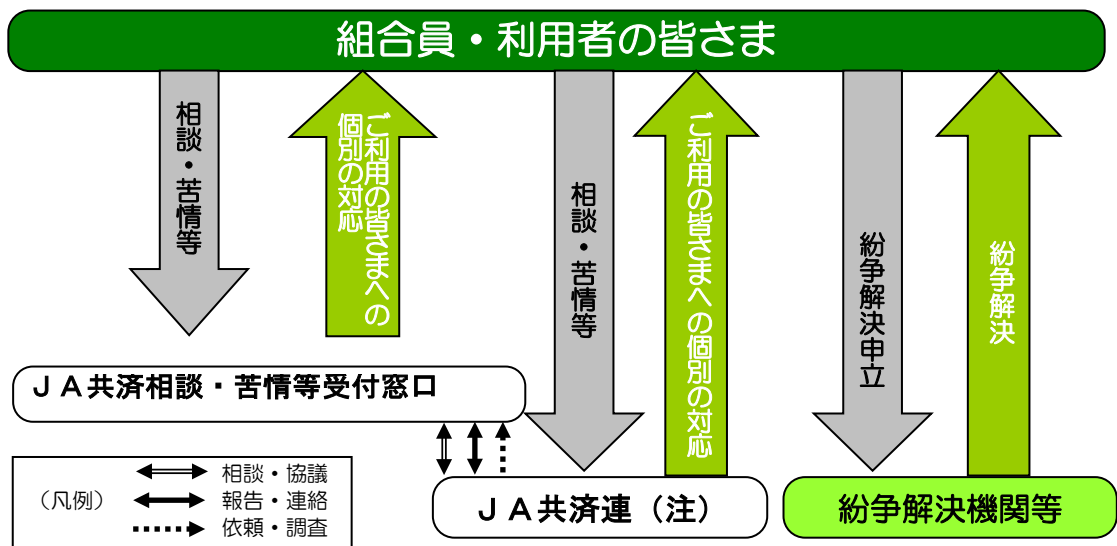 組合員・利用者の皆さま
相談・苦情等
ご利用の皆さまへの
個別の対応
相談・苦情等
ご利用の皆さまへの個別の対応
紛争解決申立
紛争解決
ＪＡ共済相談・苦情等受付窓口
ＪＡ共済連（注）
紛争解決機関等
（凡例）
相談・協議
報告・連絡
依頼・調査